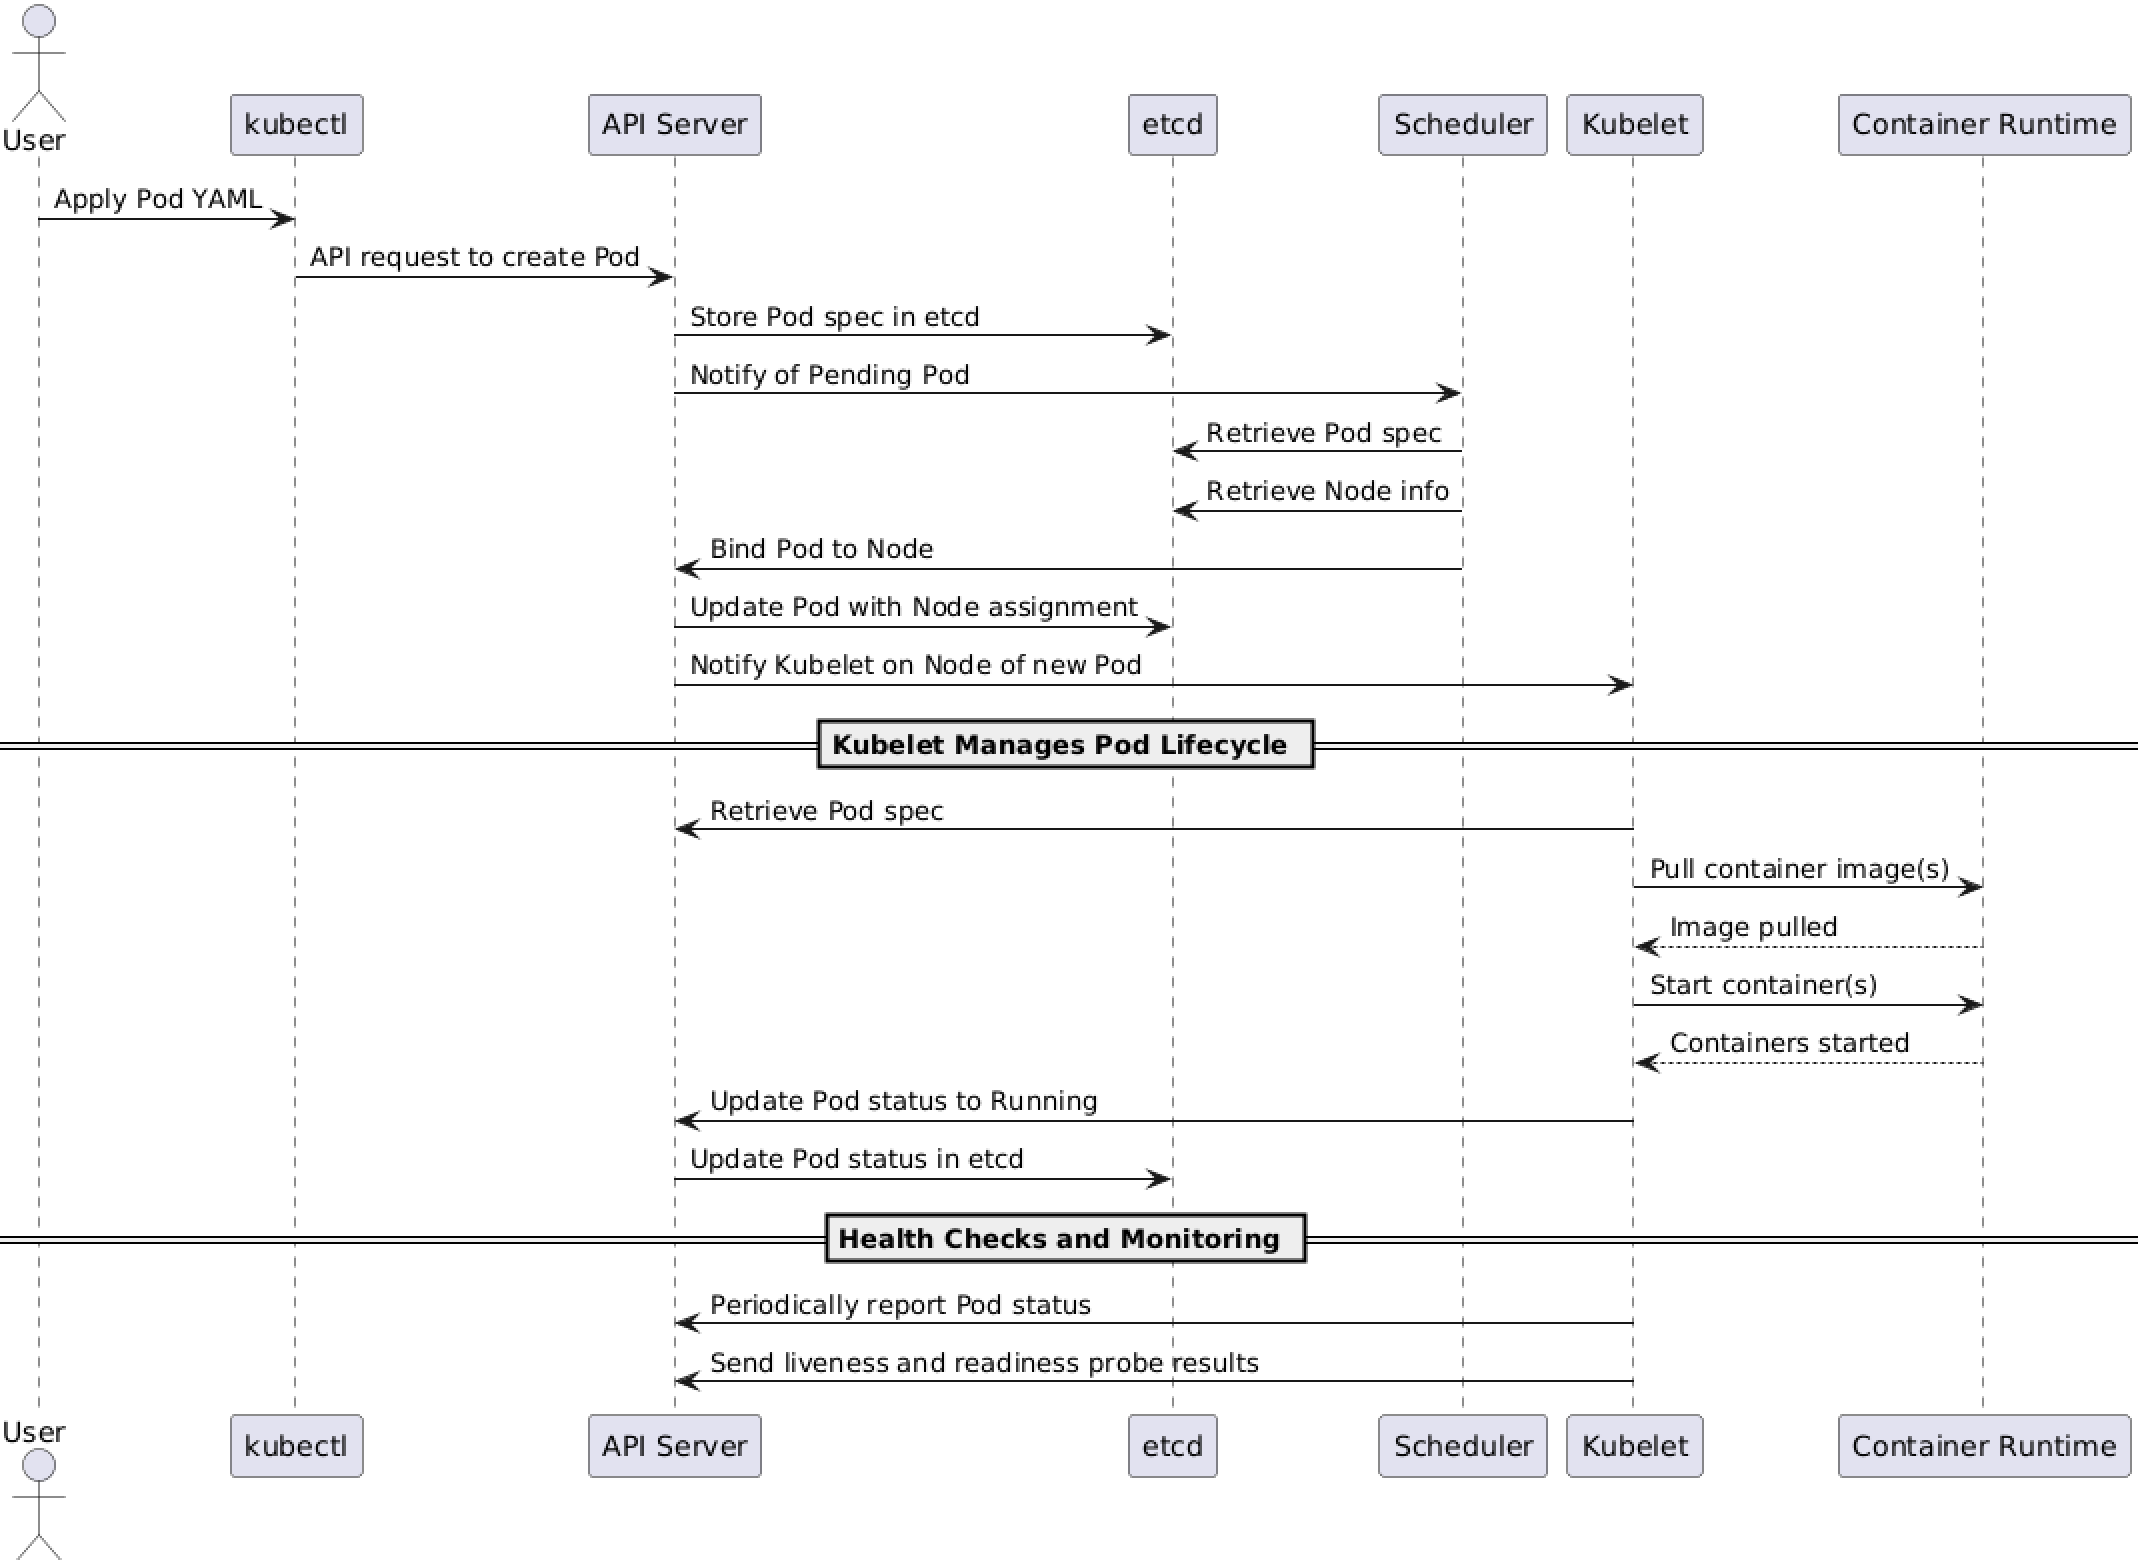 User
kubectl
API Server
etcd
Scheduler
Kubelet
Container Runtime
Apply Pod YAML
API request to create Pod
Store Pod spec in etcd
Notify of Pending Pod
Retrieve Pod spec
Retrieve Node info
Bind Pod to Node
Update Pod with Node assignment
Notify Kubelet on Node of new Pod
Kubelet Manages Pod Lifecycle
Retrieve Pod spec
Pull container image(s)
Image pulled
Start container(s)
Containers started
Update Pod status to Running
Update Pod status in etcd
Health Checks and Monitoring
Periodically report Pod status
Send liveness and readiness probe results
User
kubectl
API Server
etcd
Scheduler
Kubelet
Container Runtime